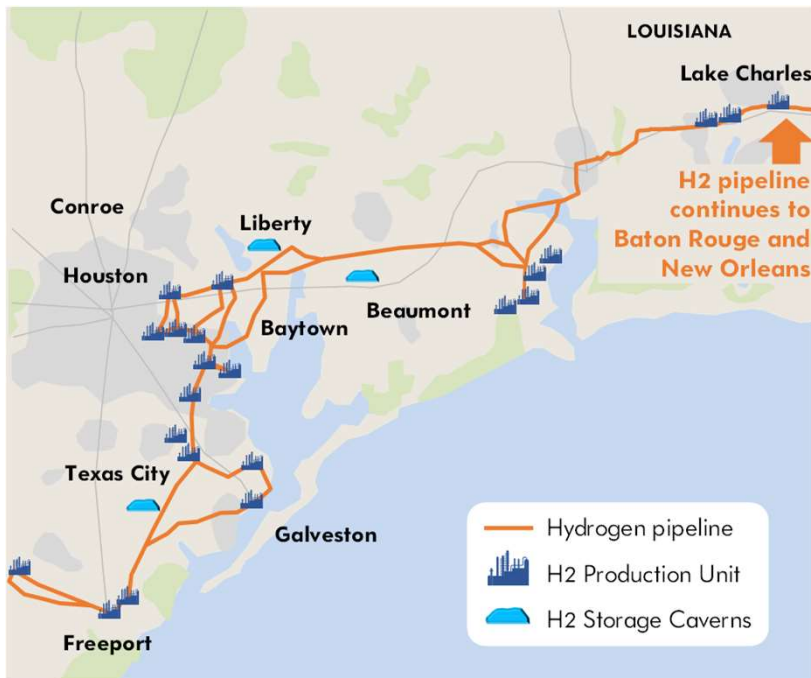 LOUISIANA
Lake Charles
H2 pipeline
continues to
Baton Rouge and
New Orleans
Conroe
Liberty
Houston
Baytown
Beaumont
Texas City
Galveston
Freeport
Hydrogen pipeline
H2 Production Unit
H2 Storage Caverns